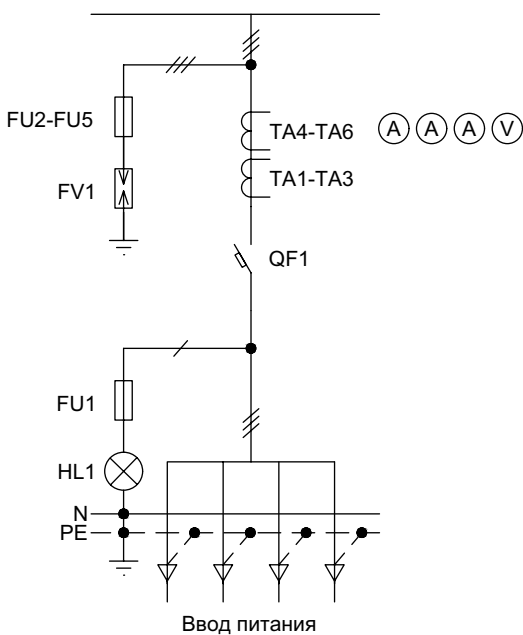 FU2-FU5
TA4-TA6
A A A V
FV1
TA1-TA3
QF1
FU1
HL1
N
PE
Ввод питания